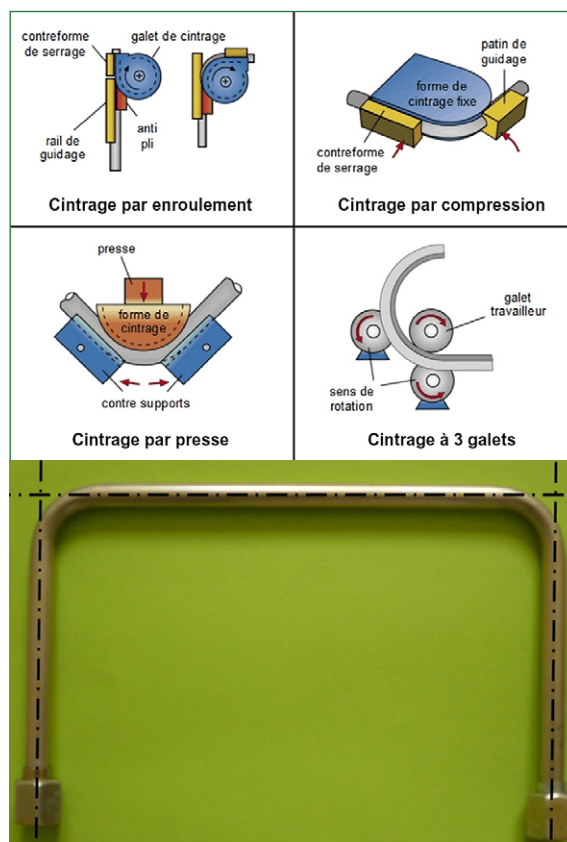 contreforme
de serrage
galet de cintrage
rail de
guidage
anti
pli
Cintrage par enroulement
patin de
guidage
forme de
cintrage fixe
contreforme
de serrage
Cintrage par compression
presse
forme de
cintrage
contre supports
Cintrage par presse
galet
travailleur
sens de
rotation
Cintrage à 3 galets